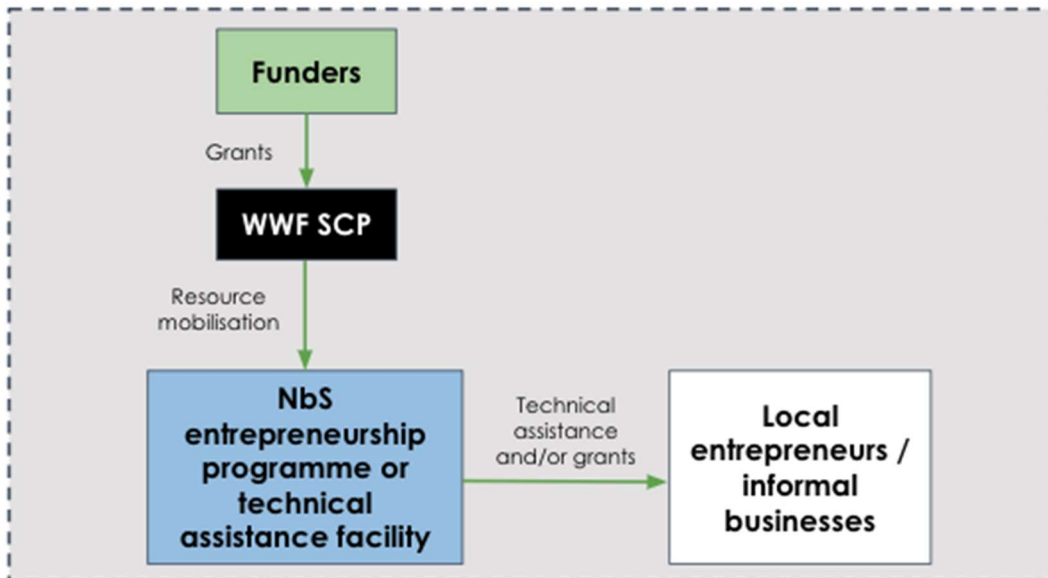 Funders
Grants
WWF SCP
Resource
mobilisation
NbS
entrepreneurship
programme or
technical
assistance facility
Technical
assistance
and/or grants
Local
entrepreneurs /
informal
businesses